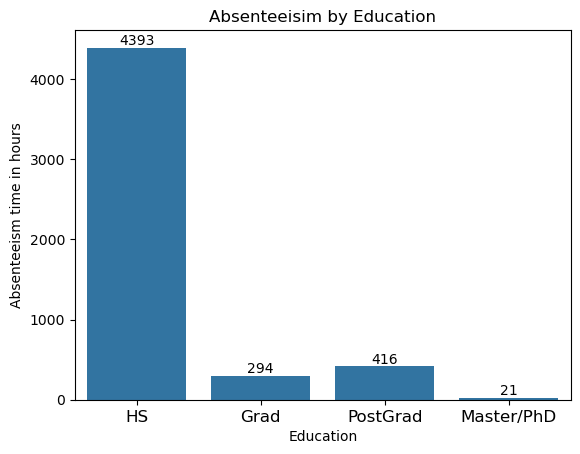 Absenteeisim by Education
Absenteeism time in hours
4000
3000
2000
1000
0
4393
294
416
21
HS
Grad
PostGrad
Master/PhD
Education